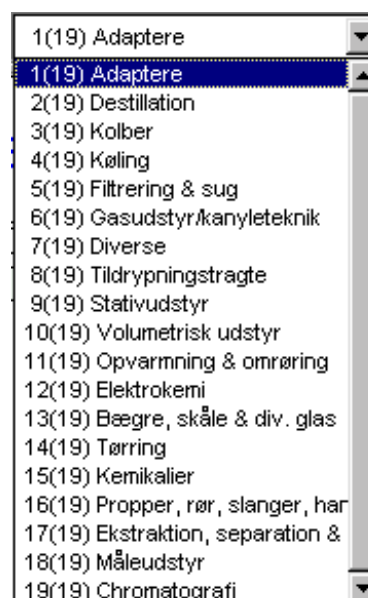 1(19) Adaptere
1(19) Adaptere
2(19) Destillation
3(19) Kolber
4(19) Køling
5(19) Filtrering & sug
6(19) Gasudstyr/kanyleteknik
7(19) Diverse
8(19) Tildrypningstragte
9(19) Stativudstyr
10(19) Volumetrisk udstyr
11(19) Opvarmning & omrøring
12(19) Elektrokemi
13(19) Bægre, skåle & div. glas
14(19) Tørring
15(19) Kemikalier
16(19) Propper, rør, slanger, har
17(19) Ekstraktion, separation &
18(19) Måleudstyr
19(19) Chromatografi